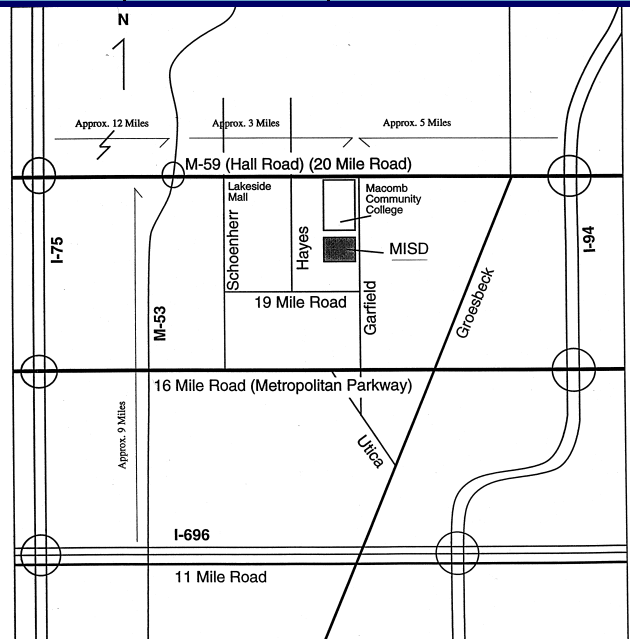 N
Approx. 12 Miles
Approx. 3 Miles
Approx. 5 Miles
M-59 (Hall Road) (20 Mile Road)
Lakeside
Mall
Macomb
Community
College
MISD
I-75
Schoenherr
Hayes
I-94
19 Mile Road
Garfield
Groesbeck
M-53
16 Mile Road (Metropolitan Parkway)
Approx. 9 Miles
Utica
I-696
11 Mile Road